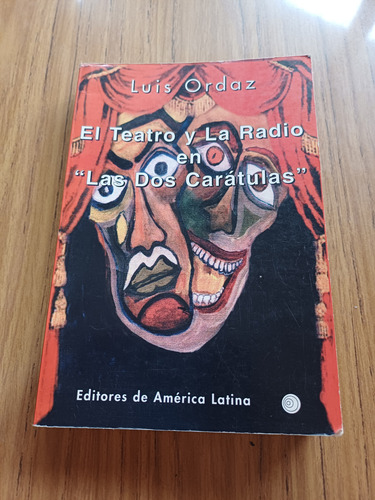 Luis Ordaz
El Teatro y La Radio
en
"Las Dos Carátulas"
Editores de América Latina